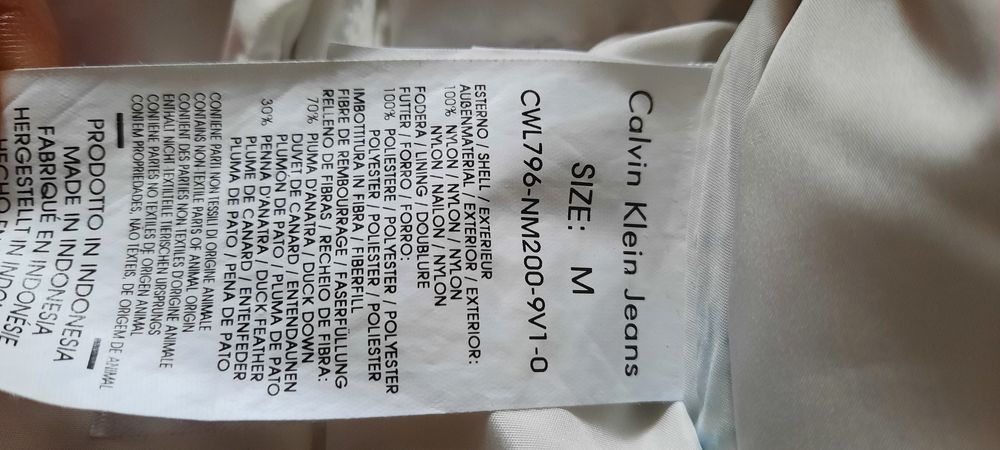 Calvin Klein Jeans
SIZE: M
CWL796-NM200-9V1-0
ESTERNO / SHELL / EXTERIEUR
AUßENMATERIAL / EXTERIOR / EXTERIOR:
100% NYLON / NYLON / NYLON
NYLON / NAILON / NYLON
FODERA / LINING / DOUBLURE
FUTTER / FORRO / FORRO:
100% POLIESTERE / POLYESTER / POLYESTER
POLYESTER / POLIESTER / POLIESTER
IMBOTTITURA IN FIBRA / FIBERFILL
FIBRE DE REMBOURRAGE / FASERFÜLLUNG
RELLENO DE FIBRAS / RECHEIO DE FIBRA:
70% PIUMA D'ANATRA / DUCK DOWN
DUVET DE CANARD / ENTENDAUNEN
PLUMÓN DE PATO / PLUMA DE PATO
30% PENNA D'ANATRA / DUCK FEATHER
PLUME DE CANARD / ENTENFEDER
PLUMA DE PATO / PENA DE PATO
CONTIENE PARTI NON TESSILI DI ORIGINE ANIMALE
CONTAINS NON-TEXTILE PARTS OF ANIMAL ORIGIN
CONTIENT DES PARTIES NON TEXTILES D'ORIGINE ANIMALE
ENTHÄLT NICHT TEXTILE TEILE TIERISCHEN URSPRUNGS
CONTIENE PARTES NO TEXTILES DE ORIGEN ANIMAL
CONTEM PROPRIEDADES, NÃO TÊXTEIS, DE ORIGEM DE ANIMAL
PRODOTTO IN INDONESIA
MADE IN INDONESIA
FABRIQUÉ EN INDONESIA
HERGESTELLT IN INDONESIE
HECHO EN